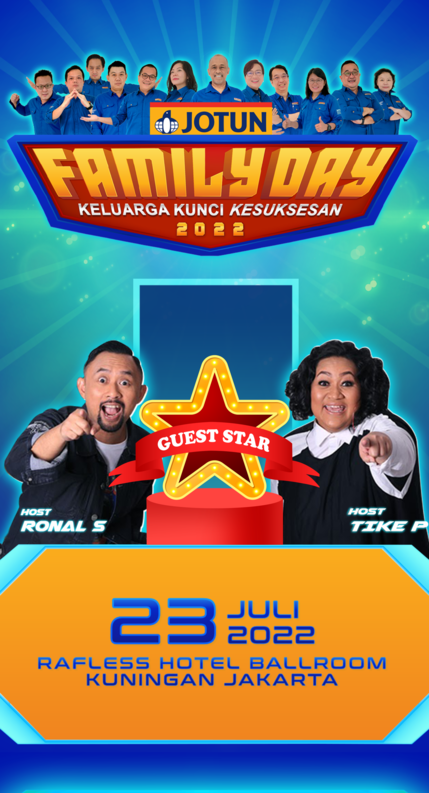 JOTUN
FAMILY DAY
KELUARGA KUNCI KESUKSESAN
2022
GUEST STAR
HOST
RONAL S
HOST
TIKE P
23 JULI
2022
RAFLESS HOTEL BALLROOM
KUNINGAN JAKARTA